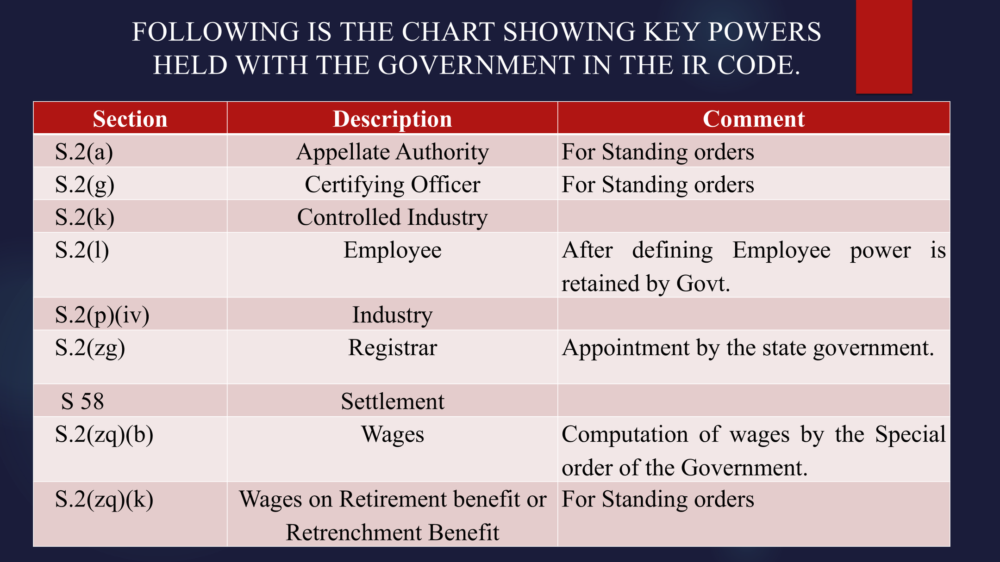 FOLLOWING IS THE CHART SHOWING KEY POWERS
HELD WITH THE GOVERNMENT IN THE IR CODE.
Section Description Comment
S.2(a) Appellate Authority For Standing orders
S.2(g) Certifying Officer For Standing orders
S.2(k) Controlled Industry
S.2(l) Employee After defining Employee power is
retained by Govt.
S.2(p)(iv) Industry
S.2(zg) Registrar Appointment by the state government.
S 58 Settlement
S.2(zq)(b) Wages Computation of wages by the Special
order of the Government.
S.2(zq)(k) Wages on Retirement benefit or For Standing orders
Retrenchment Benefit